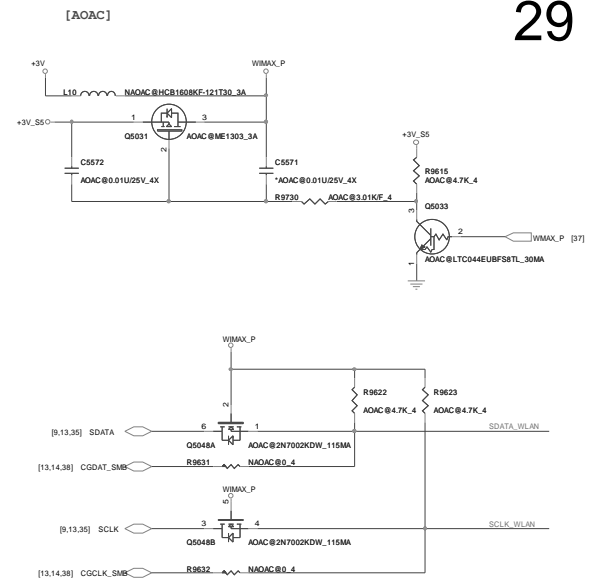 [AOAC]
29
+3V
WIMAX_P
L10 NAOAC@HCB1608KF-121T30_3A
+3V_S5
1
3
Q5031
AOAC@ME1303_3A
2
+3V_S5
C5572
AOAC@0.01U/25V_4X
C5571
*AOAC@0.01U/25V_4X
R9615
AOAC@4.7K_4
R9730
AOAC@3.01K/F_4
3
Q5033
2
WMAX_P [37]
1
AOAC@LTC044EUBFS8TL_30MA
WIMAX_P
2
R9622
AOAC@4.7K_4
R9623
AOAC@4.7K_4
[9,13,35] SDATA
6
1
SDATA_WLAN
Q5048A
AOAC@2N7002KDW_115MA
[13,14,38] CGDAT_SMB
R9631
NAOAC@0_4
WIMAX_P
5
[9,13,35] SCLK
3
4
SCLK_WLAN
Q5048B
AOAC@2N7002KDW_115MA
[13,14,38] CGCLK_SMB
R9632
NAOAC@0_4